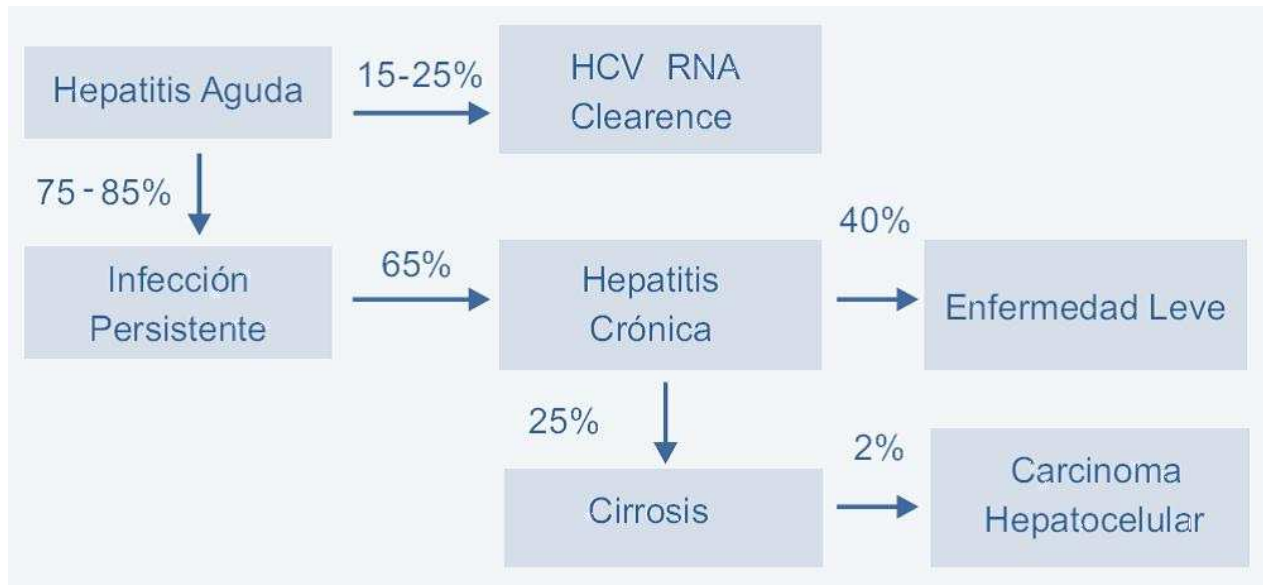 Hepatitis Aguda
15-25%
HCV RNA
Clearence
75-85%
Infección
Persistente
65%
Hepatitis
Crónica
40%
Enfermedad Leve
25%
Cirrosis
2%
Carcinoma
Hepatocelular